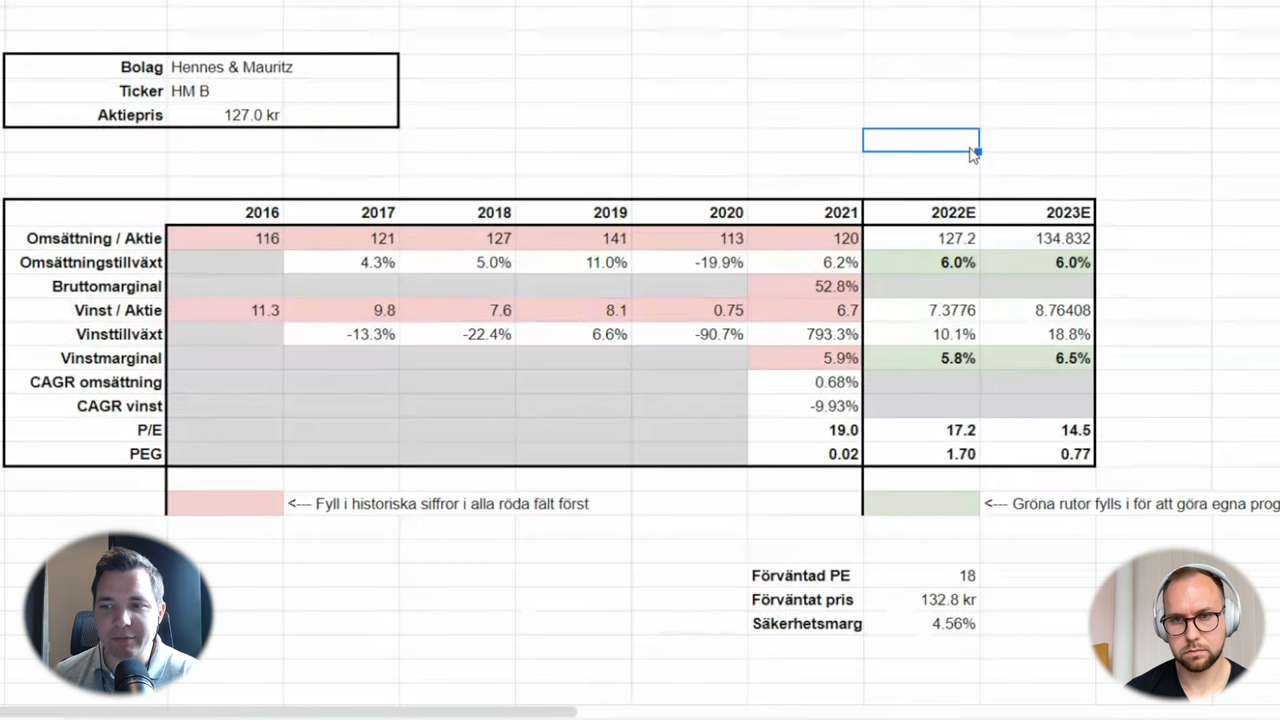 Bolag Hennes & Mauritz
Ticker HM B
Aktiepris 127.0 kr
2016 2017 2018 2019 2020 2021 2022E 2023E
Omsättning / Aktie 116 121 127 141 113 120 127.2 134.832
Omsättningstillväxt 4.3% 5.0% 11.0% -19.9% 6.2% 6.0% 6.0%
Bruttomarginal 52.8%
Vinst / Aktie 11.3 9.8 7.6 8.1 0.75 6.7 7.3776 8.76408
Vinsttillväxt -13.3% -22.4% 6.6% -90.7% 793.3% 10.1% 18.8%
Vinstmarginal 5.9% 5.8% 6.5%
CAGR omsättning 0.68%
CAGR vinst -9.93%
P/E 19.0 17.2 14.5
PEG 0.02 1.70 0.77
<--- Fyll i historiska siffror i alla röda fält först <--- Gröna rutor fylls i för att göra egna prog
Förväntad PE 18
Förväntat pris 132.8 kr
Säkerhetsmarg 4.56%